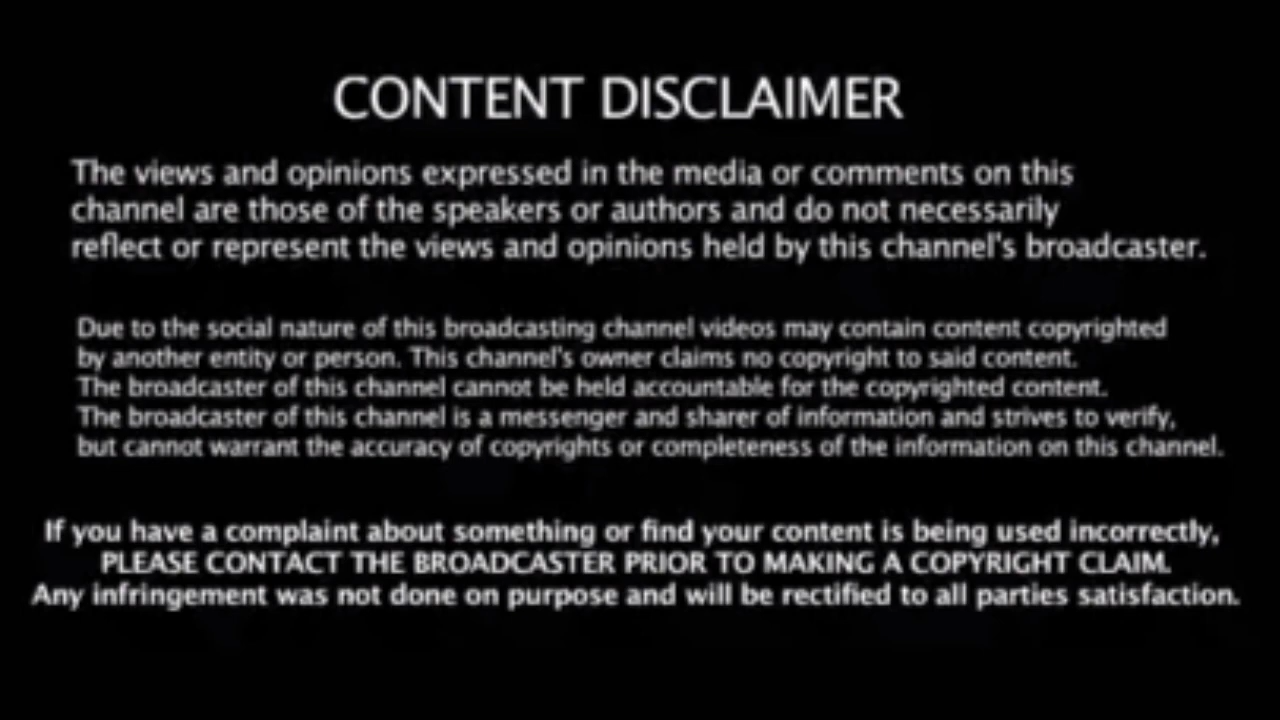 CONTENT DISCLAIMER
The views and opinions expressed in the media or comments on this
channel are those of the speakers or authors and do not necessarily
reflect or represent the views and opinions held by this channel's broadcaster.
Due to the social nature of this broadcasting channel videos may contain content copyrighted
by another entity or person. This channel's owner claims no copyright to said content.
The broadcaster of this channel cannot be held accountable for the copyrighted content.
The broadcaster of this channel is a messenger and sharer of information and strives to verify,
but cannot warrant the accuracy of copyrights or completeness of the information on this channel.
If you have a complaint about something or find your content is being used incorrectly,
PLEASE CONTACT THE BROADCASTER PRIOR TO MAKING A COPYRIGHT CLAIM.
Any infringement was not done on purpose and will be rectified to all parties satisfaction.